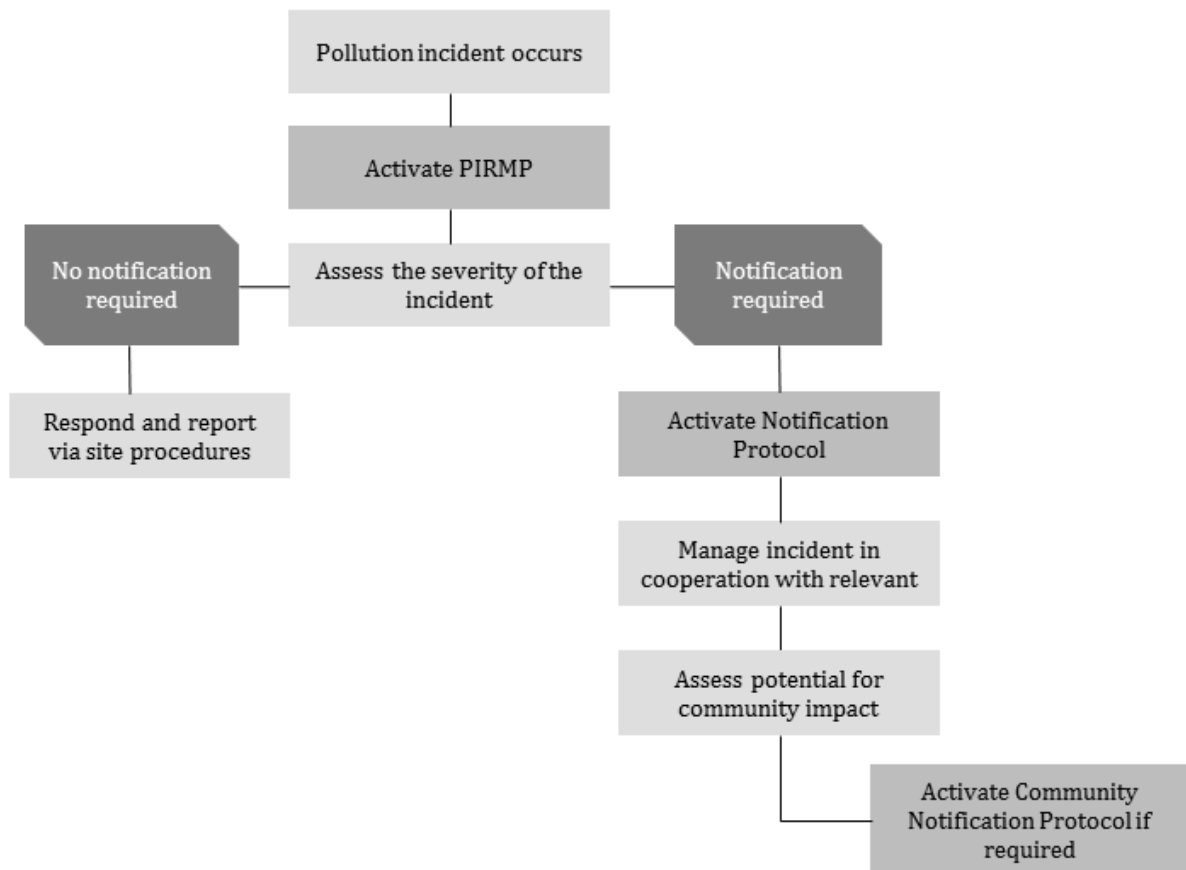 Pollution incident occurs
Activate PIRMP
Assess the severity of the
incident
No notification
required
Notification
required
Respond and report
via site procedures
Activate Notification
Protocol
Manage incident in
cooperation with relevant
Assess potential for
community impact
Activate Community
Notification Protocol if
required